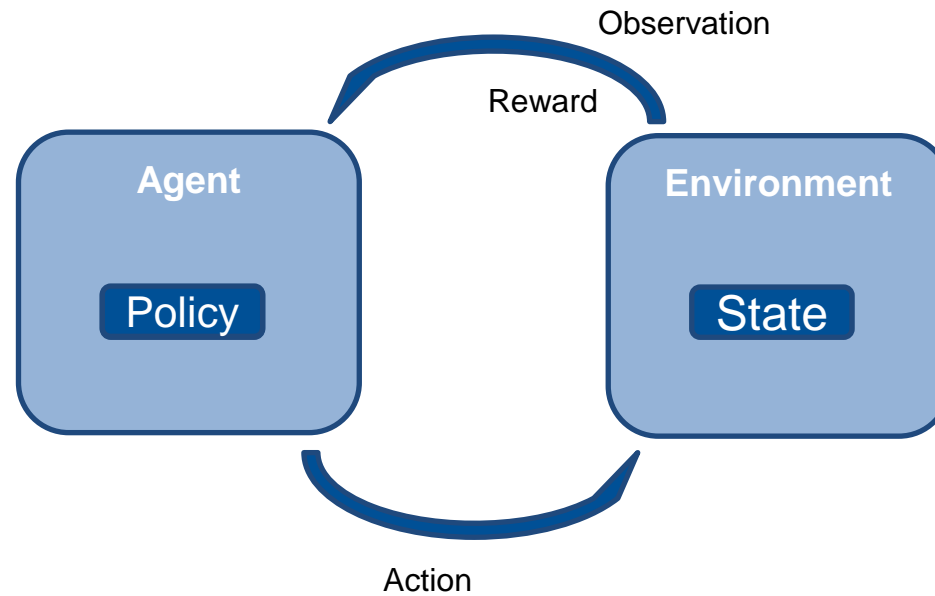 Observation
Reward
Agent
Environment
Policy
State
Action